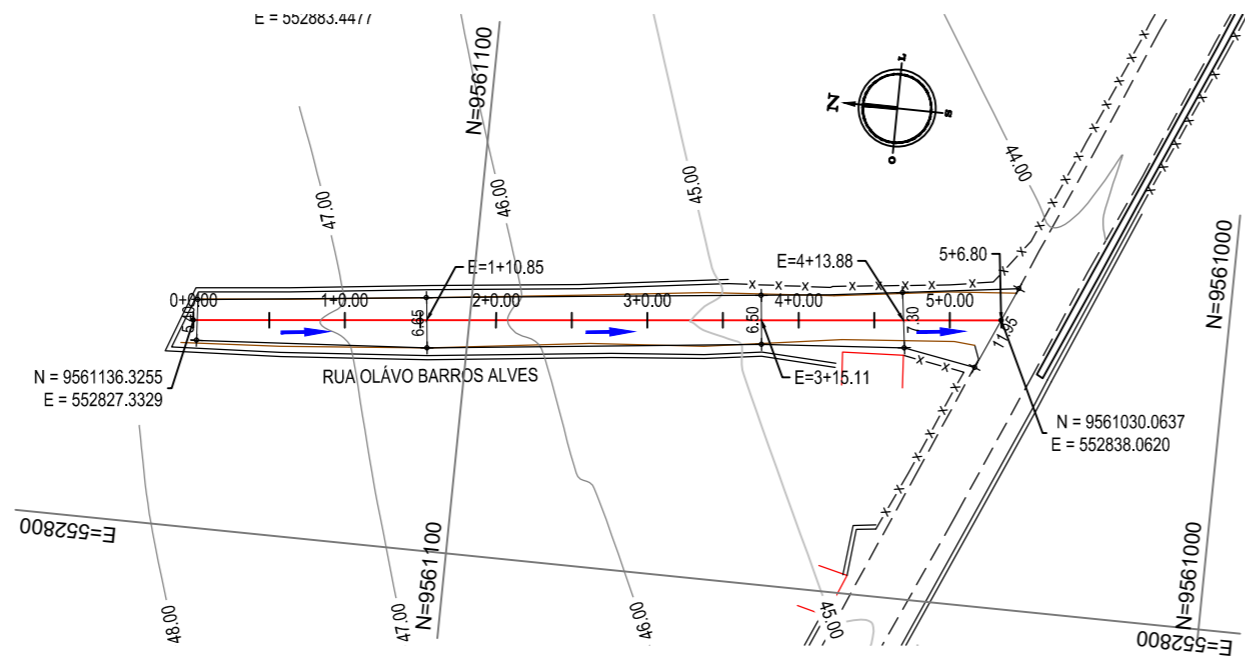 E = 552883.4477
N=9561100
47.00
46.00
45.00
44.00
N
L
S
O
N=9561000
E=1+10.85
E=4+13.88
5+6.80
0+0.00
1+0.00
2+0.00
3+0.00
4+0.00
5+0.00
5.40
6.65
6.50
7.30
11.95
RUA OLÁVO BARROS ALVES
E=3+15.11
N = 9561136.3255
E = 552827.3329
N = 9561030.0637
E = 552838.0620
E=552800
N=9561100
N=9561000
48.00
47.00
46.00
45.00
E=552800